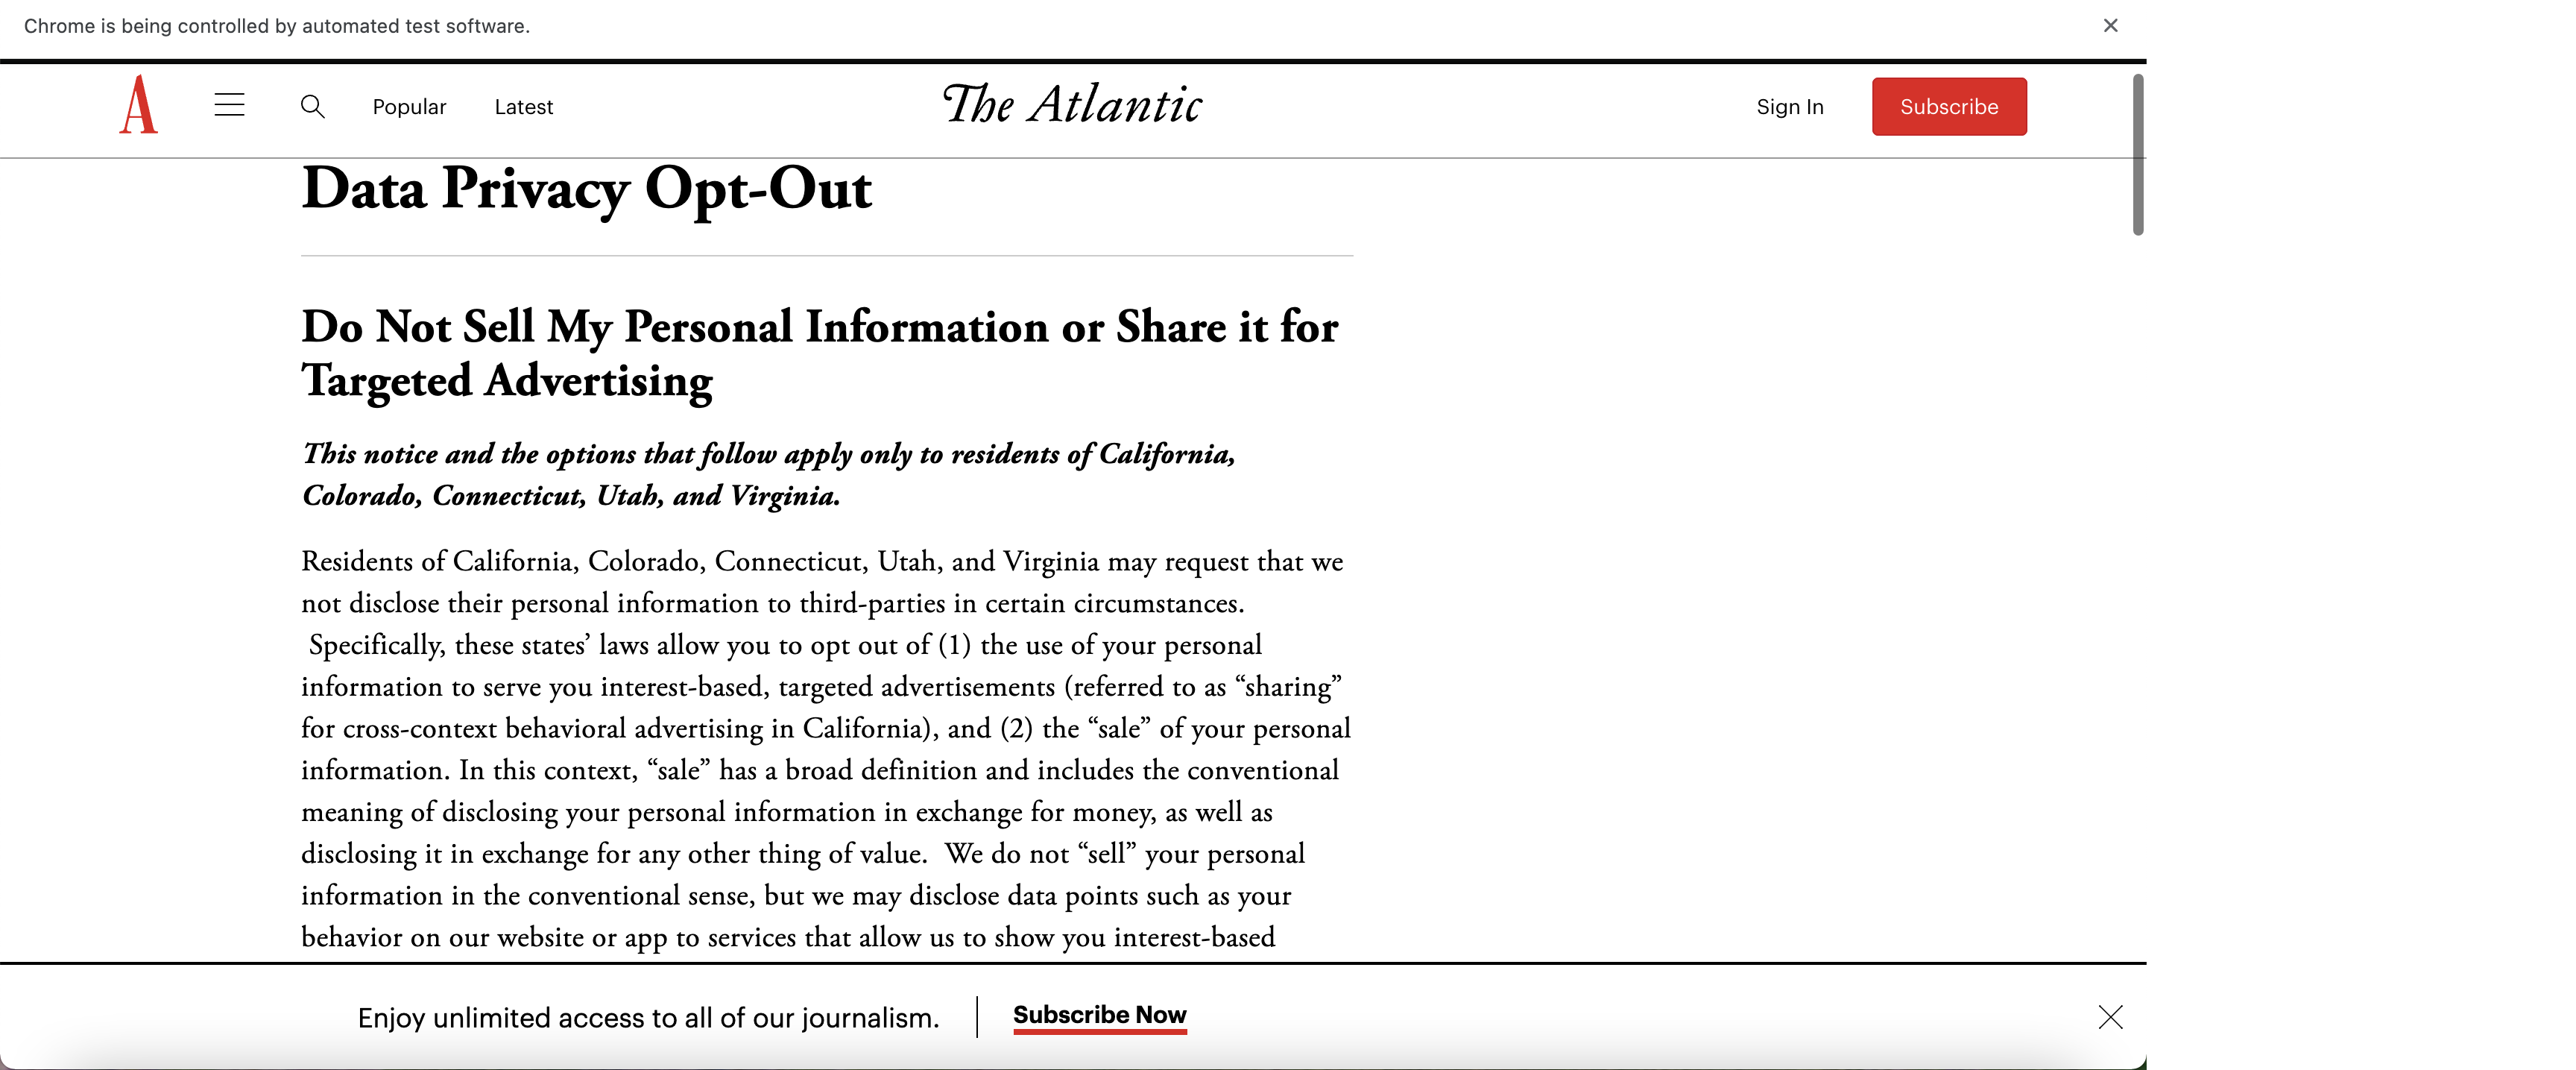 Chrome is being controlled by automated test software.
A
Popular
Latest
The Atlantic
Sign In
Subscribe
Data Privacy Opt-Out
Do Not Sell My Personal Information or Share it for
Targeted Advertising
This notice and the options that follow apply only to residents of California,
Colorado, Connecticut, Utah, and Virginia.
Residents of California, Colorado, Connecticut, Utah, and Virginia may request that we
not disclose their personal information to third-parties in certain circumstances.
Specifically, these states’ laws allow you to opt out of (1) the use of your personal
information to serve you interest-based, targeted advertisements (referred to as “sharing”
for cross-context behavioral advertising in California), and (2) the “sale” of your personal
information. In this context, “sale” has a broad definition and includes the conventional
meaning of disclosing your personal information in exchange for money, as well as
disclosing it in exchange for any other thing of value.  We do not “sell” your personal
information in the conventional sense, but we may disclose data points such as your
behavior on our website or app to services that allow us to show you interest-based
Enjoy unlimited access to all of our journalism.
Subscribe Now